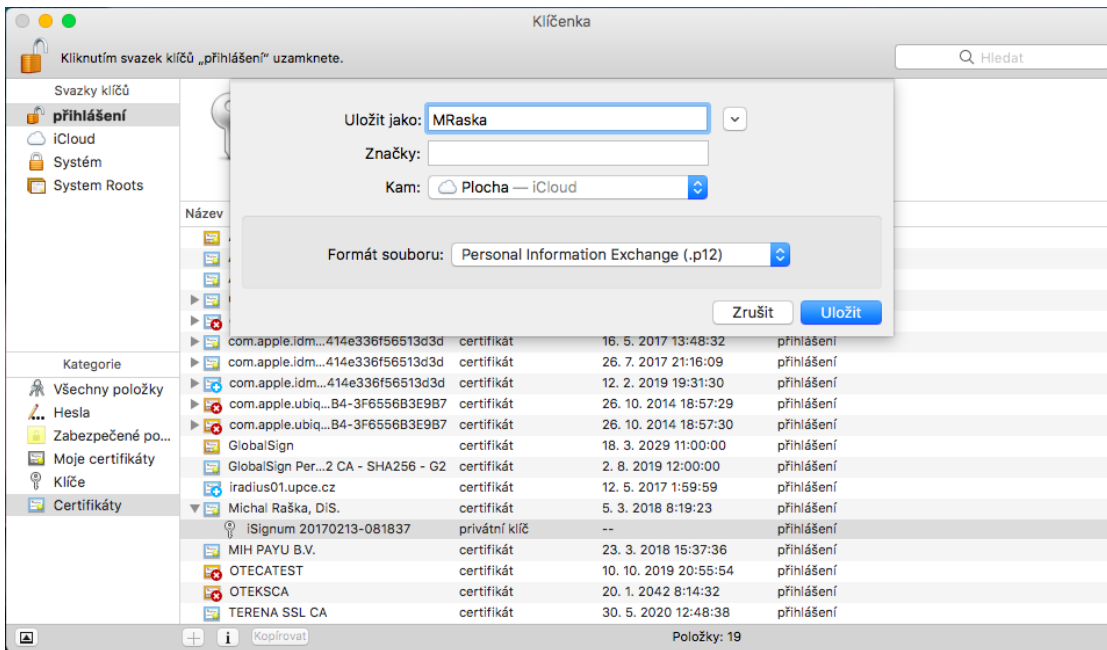 Klíčenka
Kliknutím svazek klíčů „přihlášení“ uzamknete.
Hledat
Svazky klíčů
přihlášení
iCloud
Systém
System Roots
Uložit jako: MRaska
Značky:
Kam: Plocha — iCloud
Formát souboru: Personal Information Exchange (.p12)
Zrušit Uložit
Název
com.apple.idm...414e336f56513d3d certifikát 16. 5. 2017 13:48:32 přihlášení
com.apple.idm...414e336f56513d3d certifikát 26. 7. 2017 21:16:09 přihlášení
com.apple.idm...414e336f56513d3d certifikát 12. 2. 2019 19:31:30 přihlášení
com.apple.ubiq...B4-3F6556B3E9B7 certifikát 26. 10. 2014 18:57:29 přihlášení
com.apple.ubiq...B4-3F6556B3E9B7 certifikát 26. 10. 2014 18:57:30 přihlášení
GlobalSign certifikát 18. 3. 2029 11:00:00 přihlášení
GlobalSign Per...2 CA - SHA256 - G2 certifikát 2. 8. 2019 12:00:00 přihlášení
iradius01.upce.cz certifikát 12. 5. 2017 1:59:59 přihlášení
Michal Raška, DiS. certifikát 5. 3. 2018 8:19:23 přihlášení
iSignum 20170213-081837 privátní klíč -- přihlášení
MIH PAYU B.V. certifikát 23. 3. 2018 15:37:36 přihlášení
OTECATEST certifikát 10. 10. 2019 20:55:54 přihlášení
OTEKSCA certifikát 20. 1. 2042 8:14:32 přihlášení
TERENA SSL CA certifikát 30. 5. 2020 12:48:38 přihlášení
Kategorie
Všechny položky
Hesla
Zabezpečené po...
Moje certifikáty
Klíče
Certifikáty
Kopírovat
Položky: 19